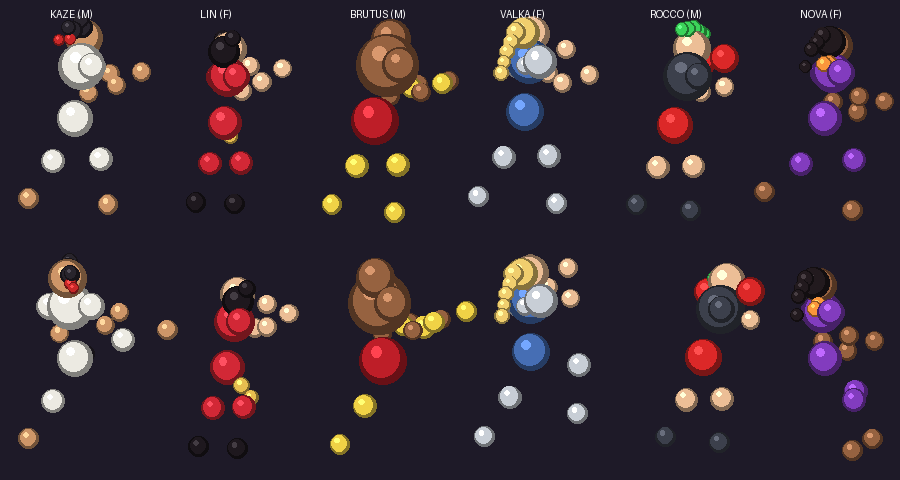 KAZE (M)
LIN (F)
BRUTUS (M)
VALKA (F)
ROCCO (M)
NOVA (F)